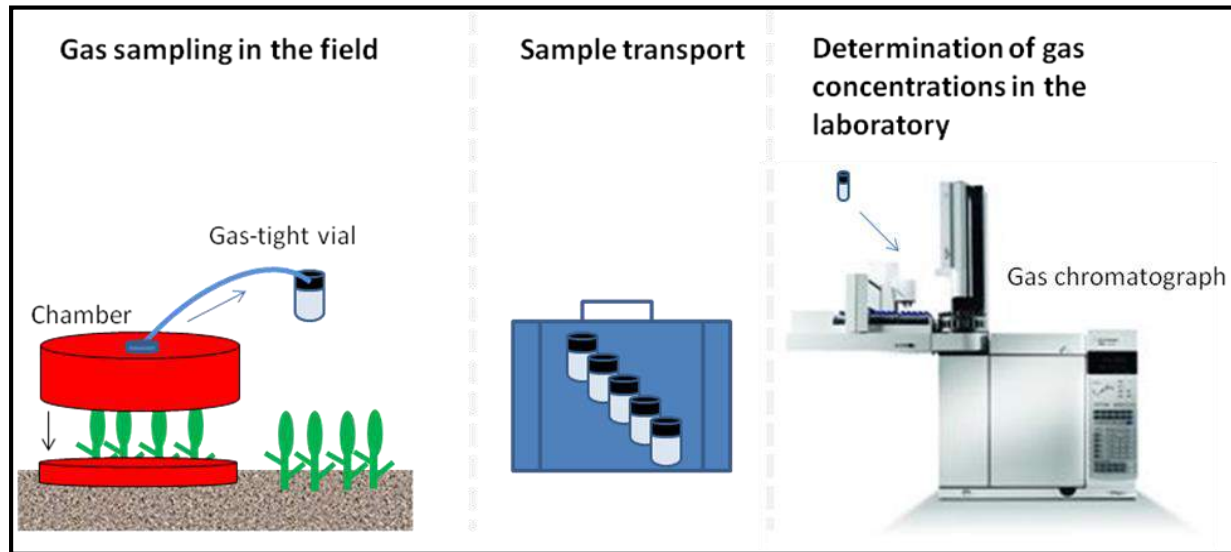 Gas sampling in the field
Sample transport
Determination of gas
concentrations in the
laboratory
Gas-tight vial
Chamber
Gas chromatograph